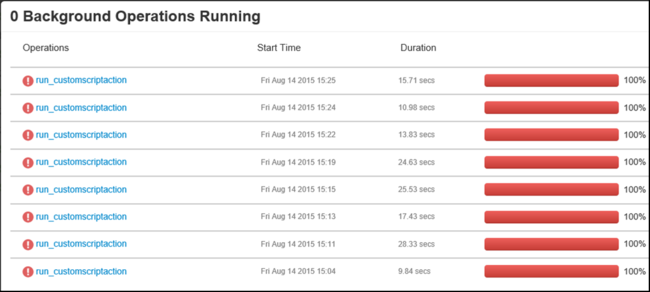 0 Background Operations Running
Operations Start Time Duration
run_customscriptaction Fri Aug 14 2015 15:25 15.71 secs 100%
run_customscriptaction Fri Aug 14 2015 15:24 10.98 secs 100%
run_customscriptaction Fri Aug 14 2015 15:22 13.83 secs 100%
run_customscriptaction Fri Aug 14 2015 15:19 24.63 secs 100%
run_customscriptaction Fri Aug 14 2015 15:15 25.53 secs 100%
run_customscriptaction Fri Aug 14 2015 15:13 17.43 secs 100%
run_customscriptaction Fri Aug 14 2015 15:11 28.33 secs 100%
run_customscriptaction Fri Aug 14 2015 15:04 9.84 secs 100%